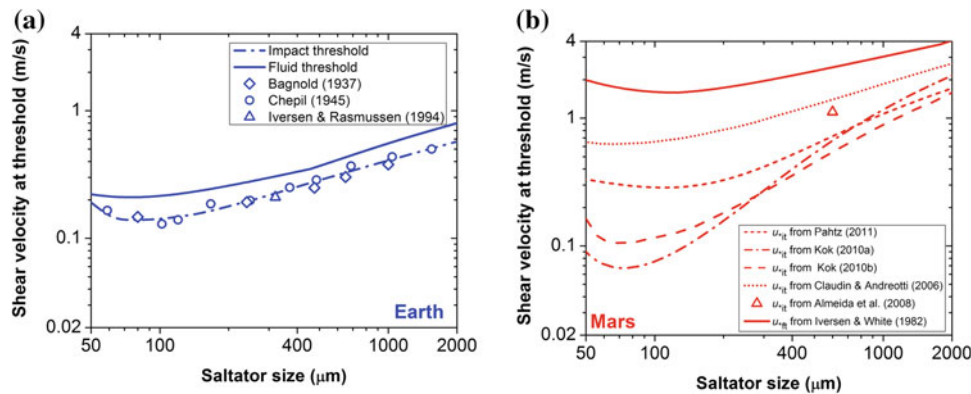 (a)
Shear velocity at threshold (m/s)
4
1
0.1
0.02
Impact threshold
Fluid threshold
Bagnold (1937)
Chepil (1945)
Iversen & Rasmussen (1994)
Earth
50
100
400
1000
2000
Saltator size (μm)
(b)
Shear velocity at threshold (m/s)
4
1
0.1
0.02
u*it from Pahtz (2011)
u*it from Kok (2010a)
u*it from Kok (2010b)
u*it from Claudin & Andreotti (2006)
u*it from Almeida et al. (2008)
u*ft from Iversen & White (1982)
Mars
50
100
400
1000
2000
Saltator size (μm)